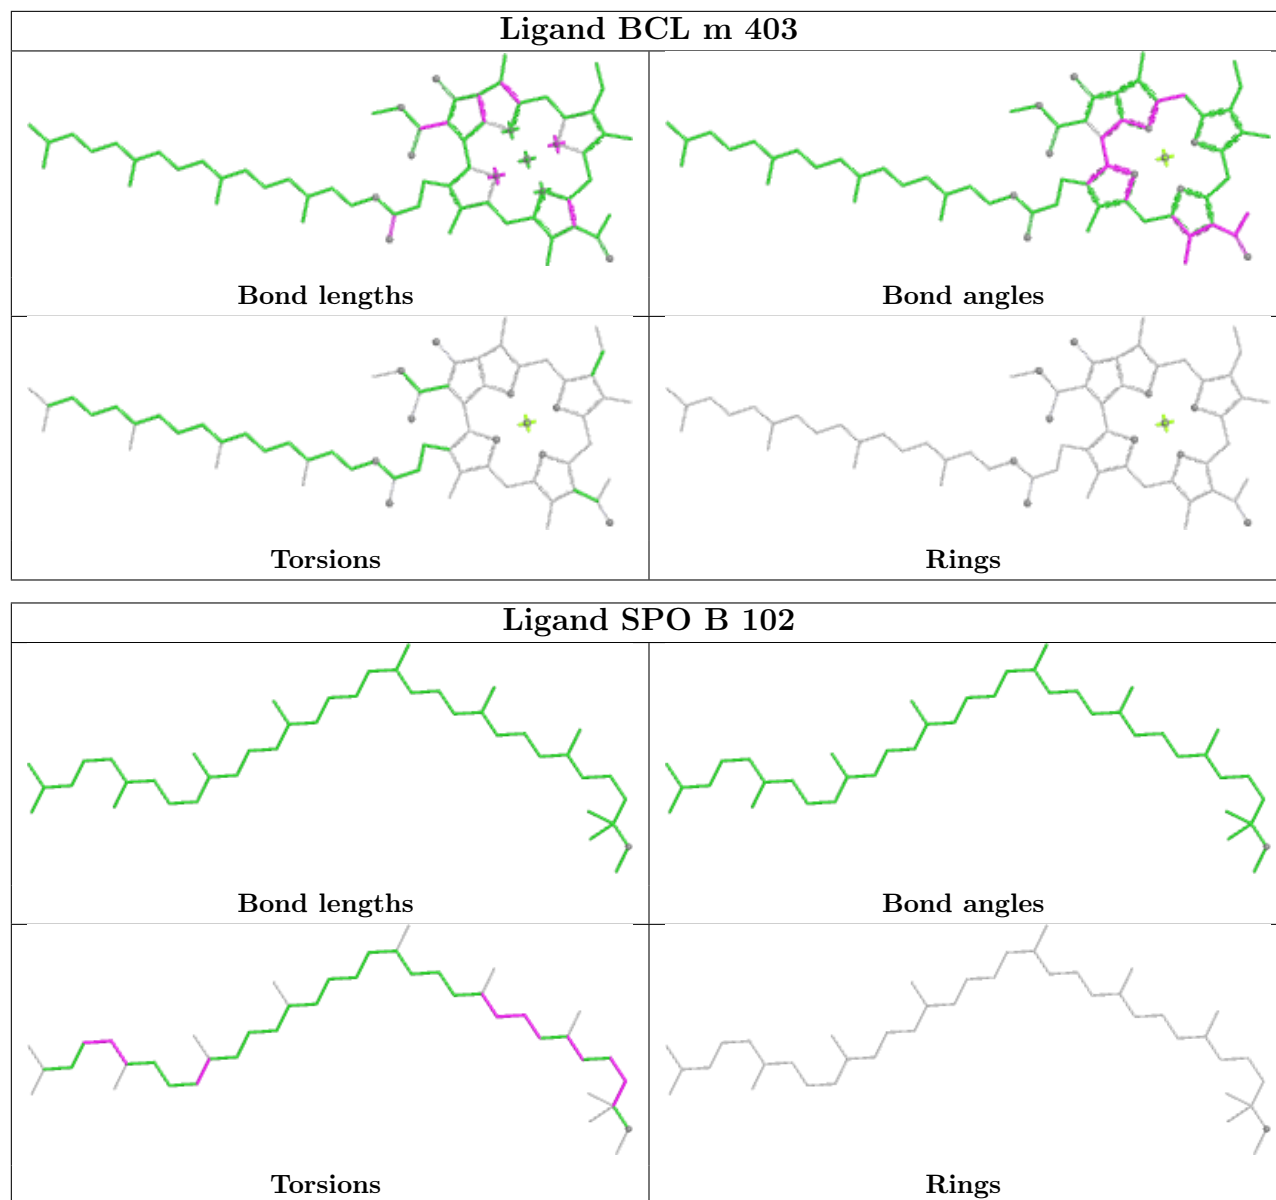 Ligand BCL m 403
Bond lengths
Bond angles
Torsions
Rings
Ligand SPO B 102
Bond lengths
Bond angles
Torsions
Rings